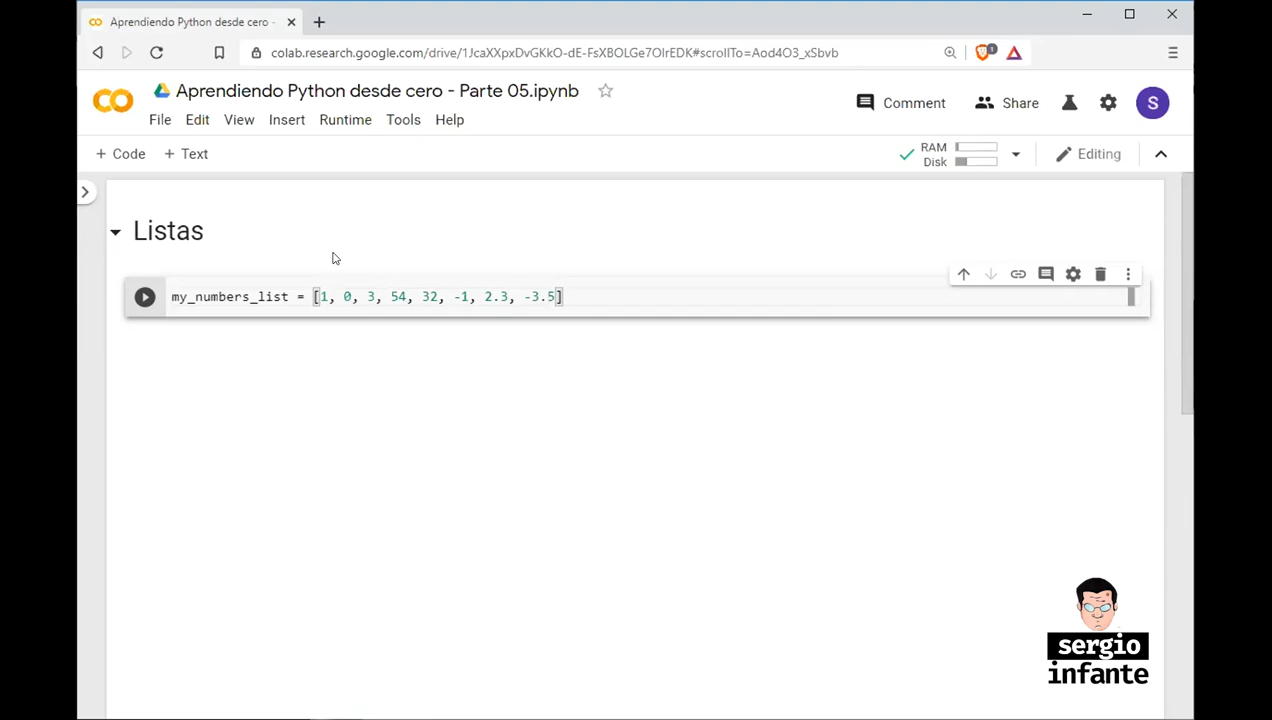 Aprendiendo Python desde cero -
colab.research.google.com/drive/1JcaXXpxDvGKkO-dE-FsXBOLGe7OlrEDK#scrollTo=Aod4O3_xSbvb
1
Aprendiendo Python desde cero - Parte 05.ipynb
Comment
Share
S
File Edit View Insert Runtime Tools Help
+ Code + Text
RAM
Disk
Editing
Listas
my_numbers_list = [1, 0, 3, 54, 32, -1, 2.3, -3.5]
sergio
infante